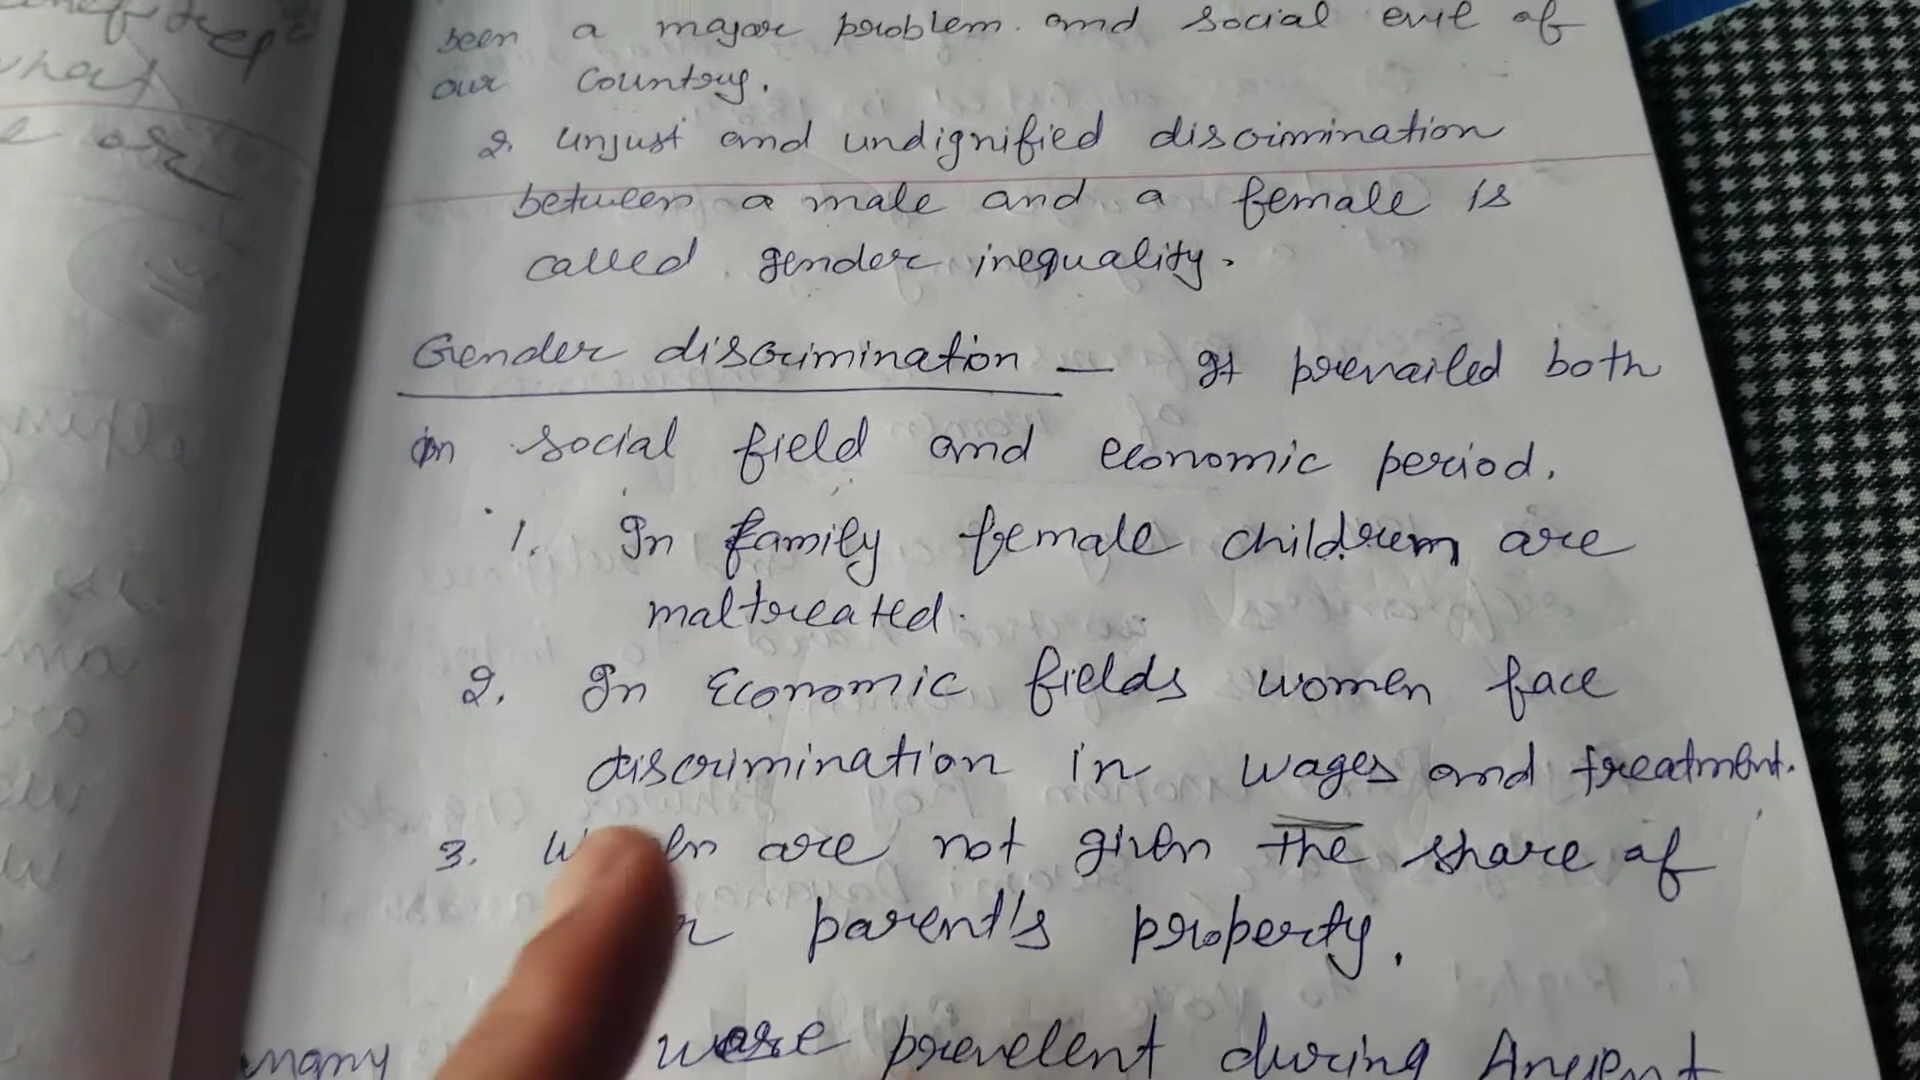 been a major problem. and social evil of
our Country.
2. unjust and undignified discrimination
between a male and a female is
called gender inequality.
Gender discrimination — It prevailed both
in social field and economic period.
1. In family female children are
maltreated.
2. In Economic fields women face
discrimination in wages and treatment.
3. are not given the share of
parent's property.
many were prevelent during Ancient